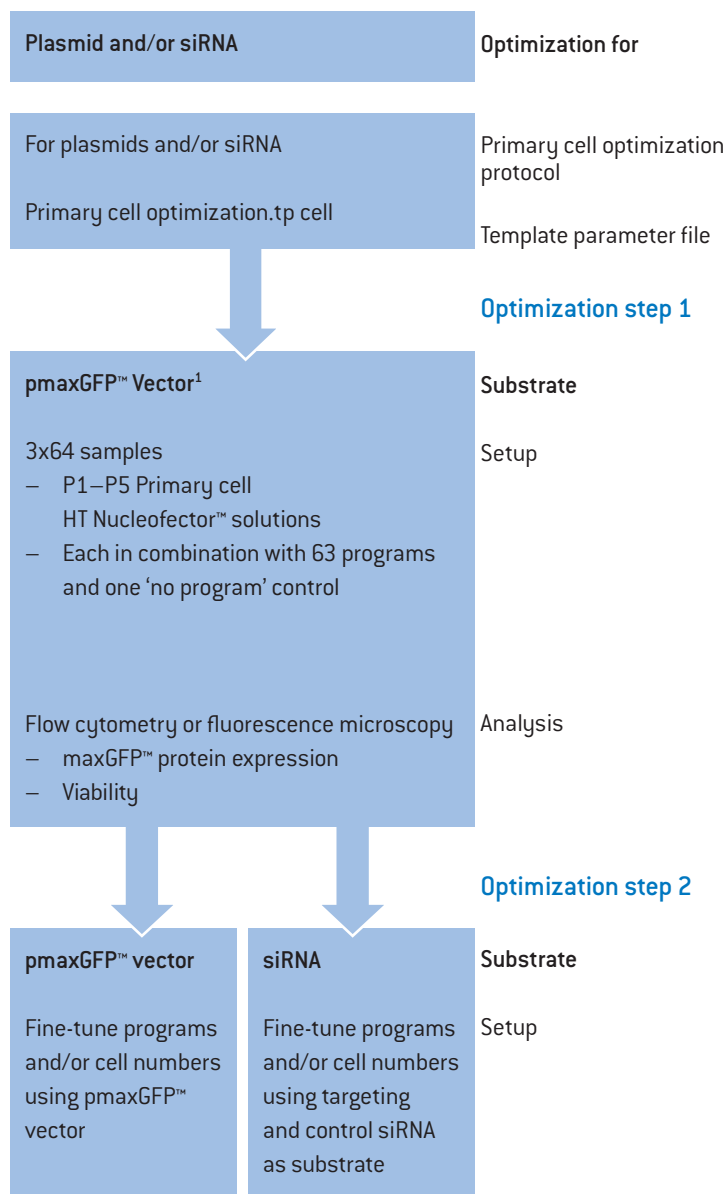 Plasmid and/or siRNA
Optimization for
For plasmids and/or siRNA
Primary cell optimization
protocol
Primary cell optimization.tp cell
Template parameter file
Optimization step 1
pmaxGFP™ Vector¹
Substrate
3x64 samples
Setup
– P1–P5 Primary cell
HT Nucleofector™ solutions
– Each in combination with 63 programs
and one ‘no program’ control
Flow cytometry or fluorescence microscopy
Analysis
– maxGFP™ protein expression
– Viability
Optimization step 2
pmaxGFP™ vector
siRNA
Substrate
Fine-tune programs
and/or cell numbers
using pmaxGFP™
vector
Fine-tune programs
and/or cell numbers
using targeting
and control siRNA
as substrate
Setup